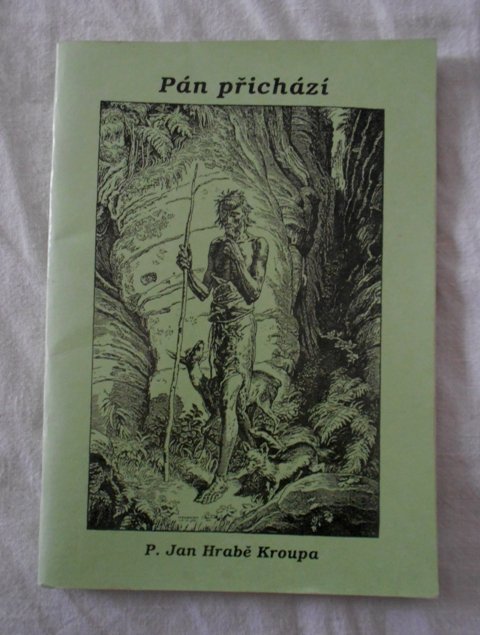 Pán přichází
P. Jan Hrabě Kroupa